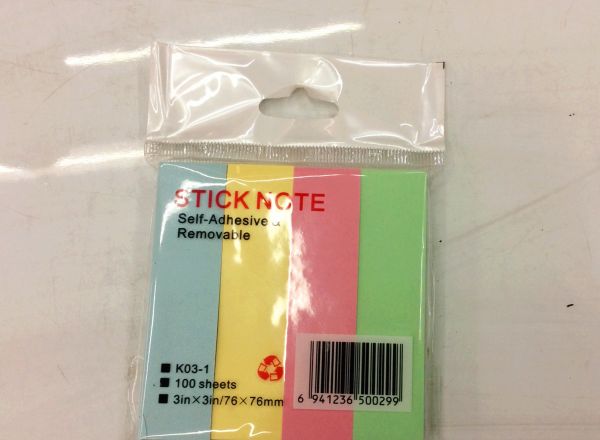 STICK NOTE
Self-Adhesive &
Removable
■ K03-1
■ 100 sheets
■ 3in×3in/76×76mm
6 941236 500299